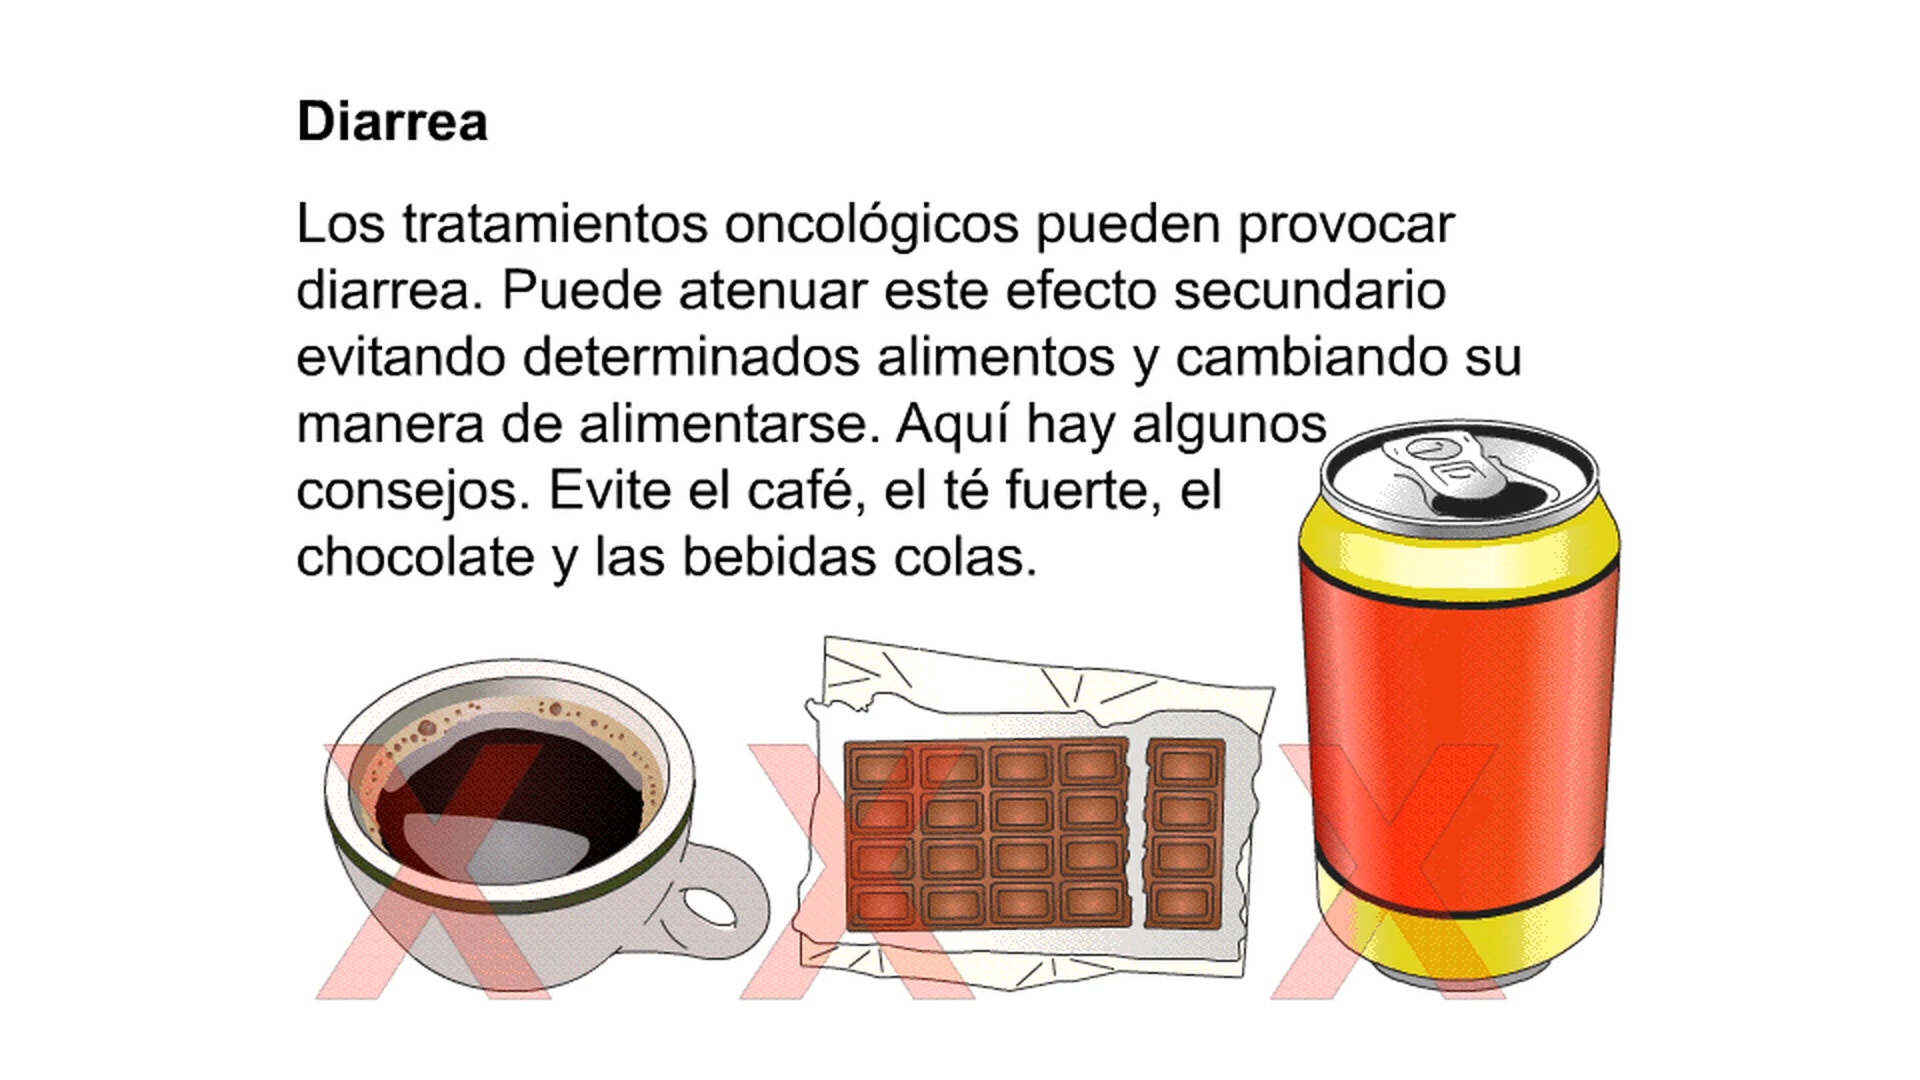 Diarrea
Los tratamientos oncológicos pueden provocar
diarrea. Puede atenuar este efecto secundario
evitando determinados alimentos y cambiando su
manera de alimentarse. Aquí hay algunos
consejos. Evite el café, el té fuerte, el
chocolate y las bebidas colas.